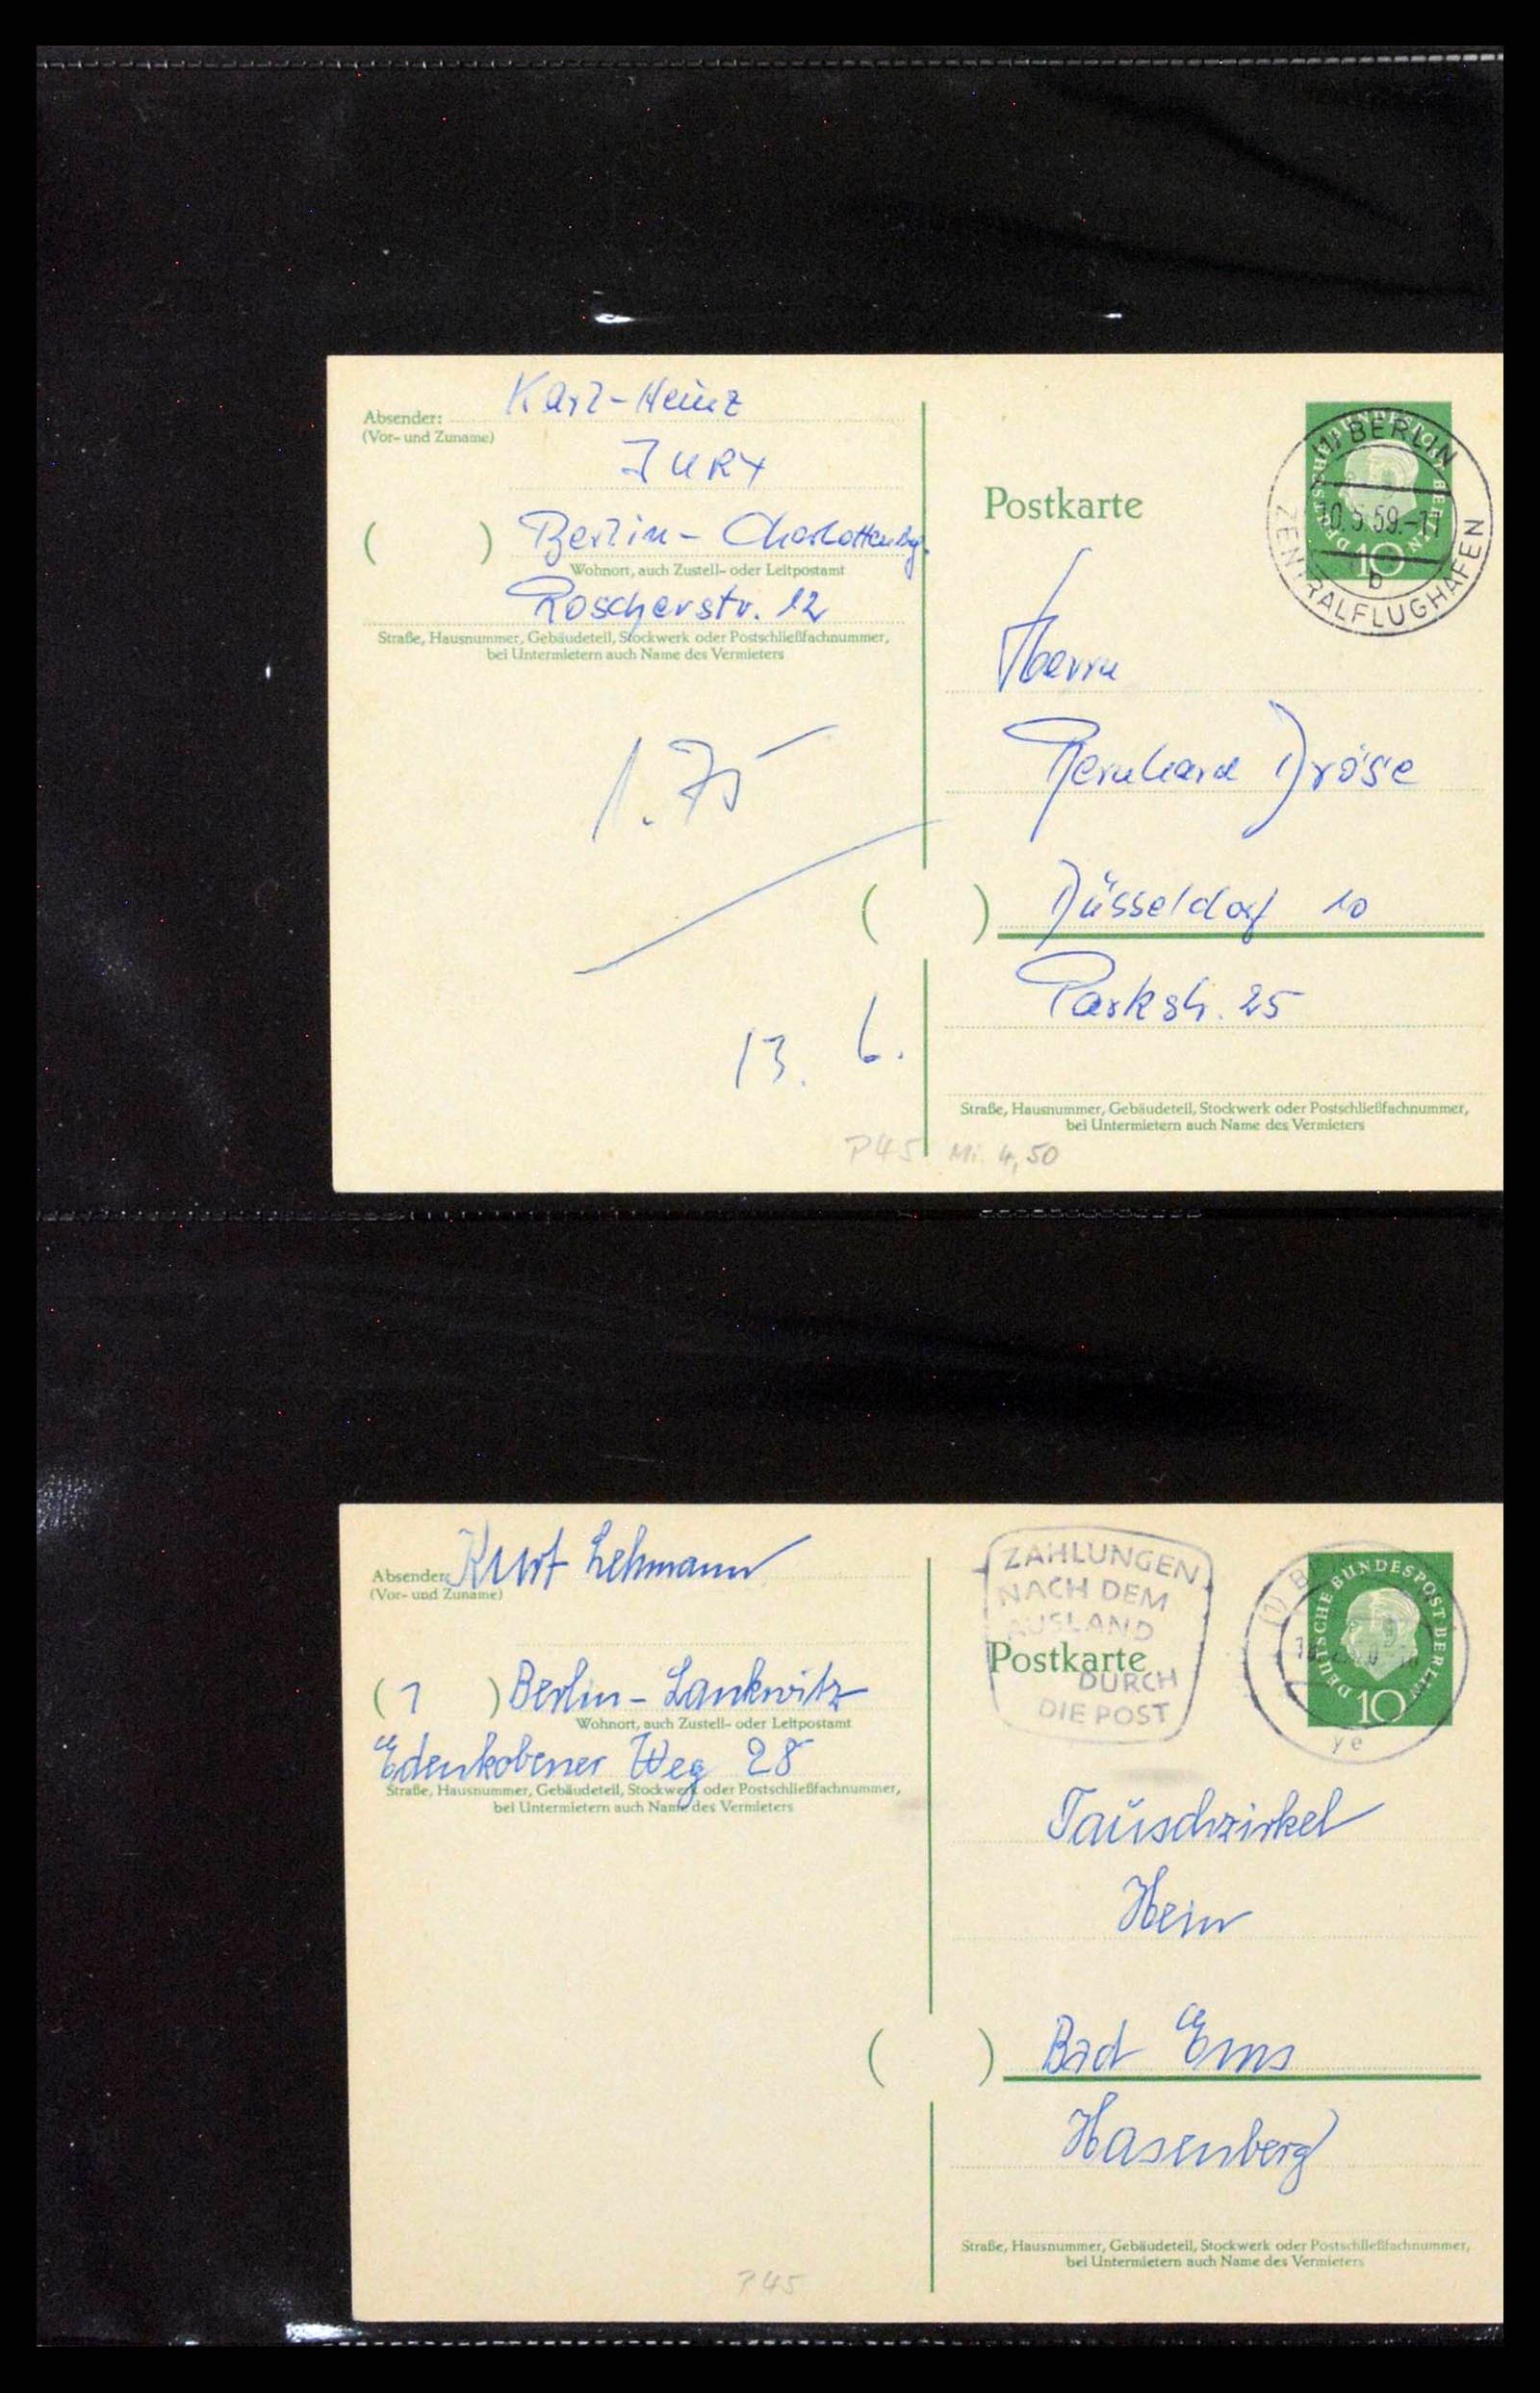 Karl-Heinz
Absender:
(Vor- und Zuname)
JURY
( ) Berlin - Charlottenbg.
Wohnort, auch Zustell- oder Leitpostamt
Roscherstr. 12
Straße, Hausnummer, Gebäudeteil, Stockwerk oder Postschließfachnummer,
bei Untermietern auch Name des Vermieters
1.75
13. 6.
P45 Mi. 4,50
DEUTSCHE BUNDESPOST BERLIN
10
(1) BERLIN
5.59.-
b
ZENTRALFLUGHAFEN
Postkarte
Herrn
Bernhard Dröse
( ) Düsseldorf 10
Parkstr. 25
Straße, Hausnummer, Gebäudeteil, Stockwerk oder Postschließfachnummer,
bei Untermietern auch Name des Vermieters
Absender: Kurt Lehmann
(Vor- und Zuname)
(1) Berlin - Lankwitz
Wohnort, auch Zustell- oder Leitpostamt
Edenkobener Weg 28
Straße, Hausnummer, Gebäudeteil, Stockwerk oder Postschließfachnummer,
bei Untermietern auch Name des Vermieters
P45
ZAHLUNGEN
NACH DEM
AUSLAND
DURCH
DIE POST
Postkarte
DEUTSCHE BUNDESPOST BERLIN
10
(1) B
ye
Tauschzirkel
Hein
( ) Bad Ems
Hasenberg
Straße, Hausnummer, Gebäudeteil, Stockwerk oder Postschließfachnummer,
bei Untermietern auch Name des Vermieters